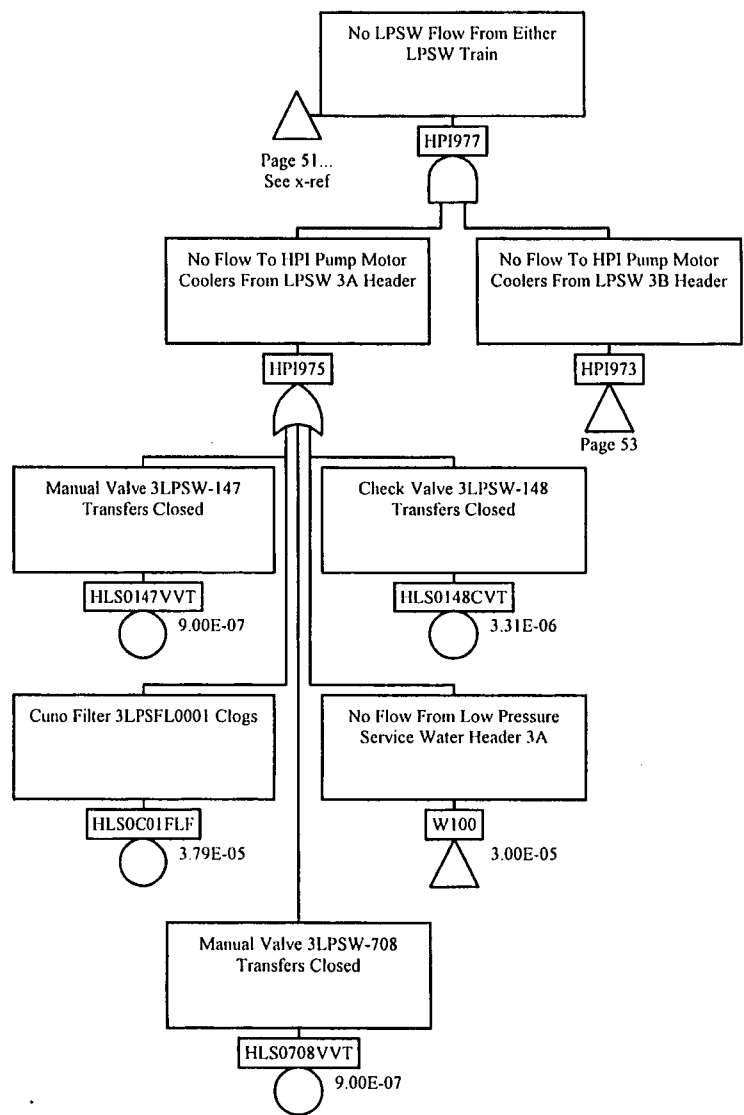 No LPSW Flow From Either
LPSW Train
HPI977
Page 51...
See x-ref
No Flow To HPI Pump Motor
Coolers From LPSW 3A Header
HPI975
No Flow To HPI Pump Motor
Coolers From LPSW 3B Header
HPI973
Page 53
Manual Valve 3LPSW-147
Transfers Closed
HLS0147VVT
9.00E-07
Check Valve 3LPSW-148
Transfers Closed
HLS0148CVT
3.31E-06
Cuno Filter 3LPSFL0001 Clogs
HLS0C01FLF
3.79E-05
No Flow From Low Pressure
Service Water Header 3A
W100
3.00E-05
Manual Valve 3LPSW-708
Transfers Closed
HLS0708VVT
9.00E-07